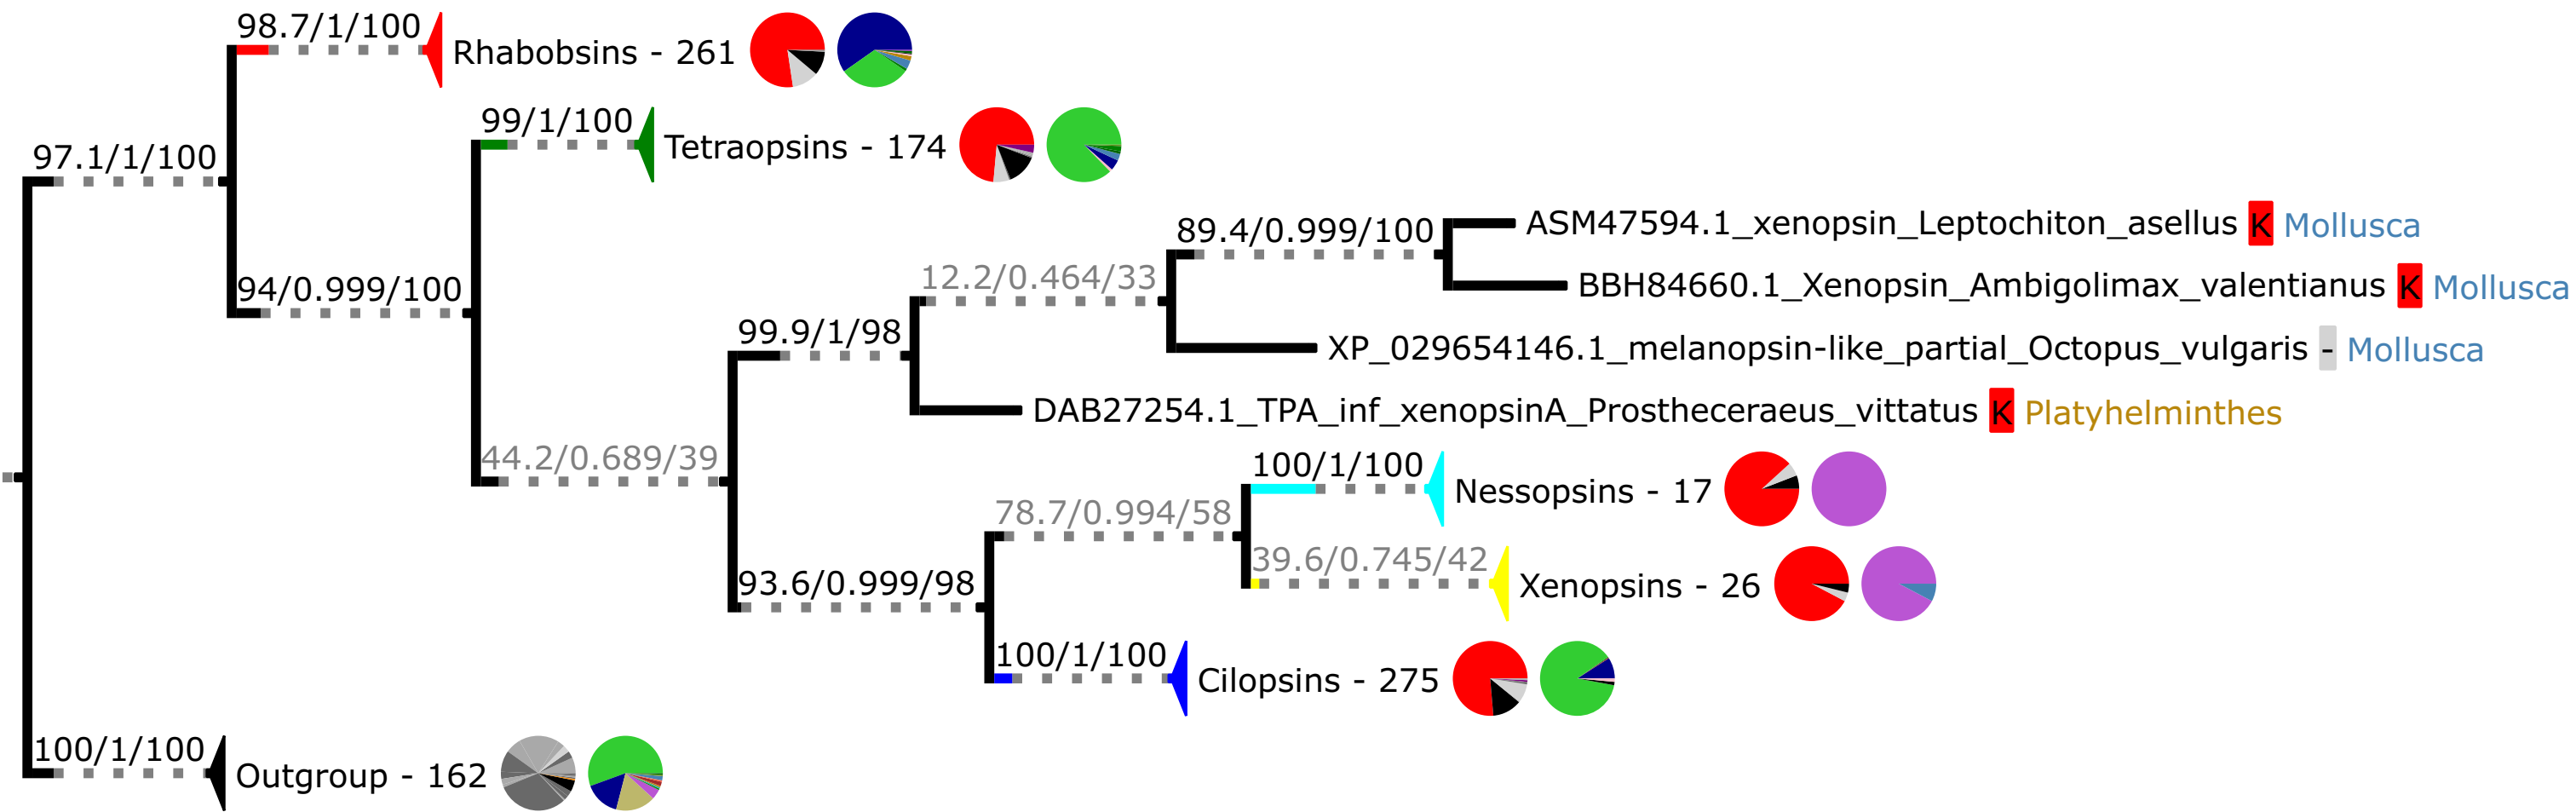 98.7/1/100
Rhabobsins - 261
99/1/100
Tetraopsins - 174
97.1/1/100
ASM47594.1_xenopsin_Leptochiton_asellus K Mollusca
89.4/0.999/100
12.2/0.464/33
94/0.999/100
BBH84660.1_Xenopsin_Ambigolimax_valentianus K Mollusca
99.9/1/98
XP_029654146.1_melanopsin-like_partial_Octopus_vulgaris - Mollusca
DAB27254.1_TPA_inf_xenopsinA_Prostheceraeus_vittatus K Platyhelminthes
44.2/0.689/39
100/1/100
Nessopsins - 17
78.7/0.994/58
39.6/0.745/42
Xenopsins - 26
93.6/0.999/98
100/1/100
Cilopsins - 275
100/1/100
Outgroup - 162